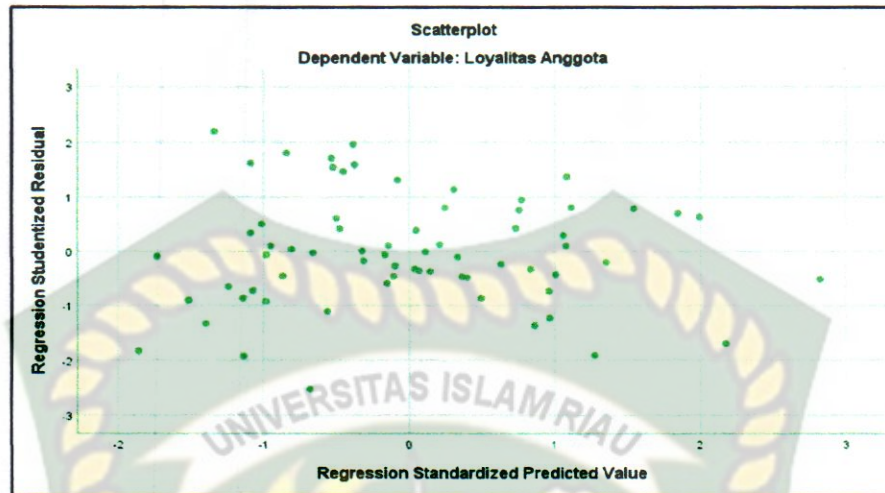 Scatterplot
Dependent Variable: Loyalitas Anggota
Regression Studentized Residual
3
2
1
0
-1
-2
-3
-2
-1
0
1
2
3
Regression Standardized Predicted Value
UNIVERSITAS ISLAM RIAU